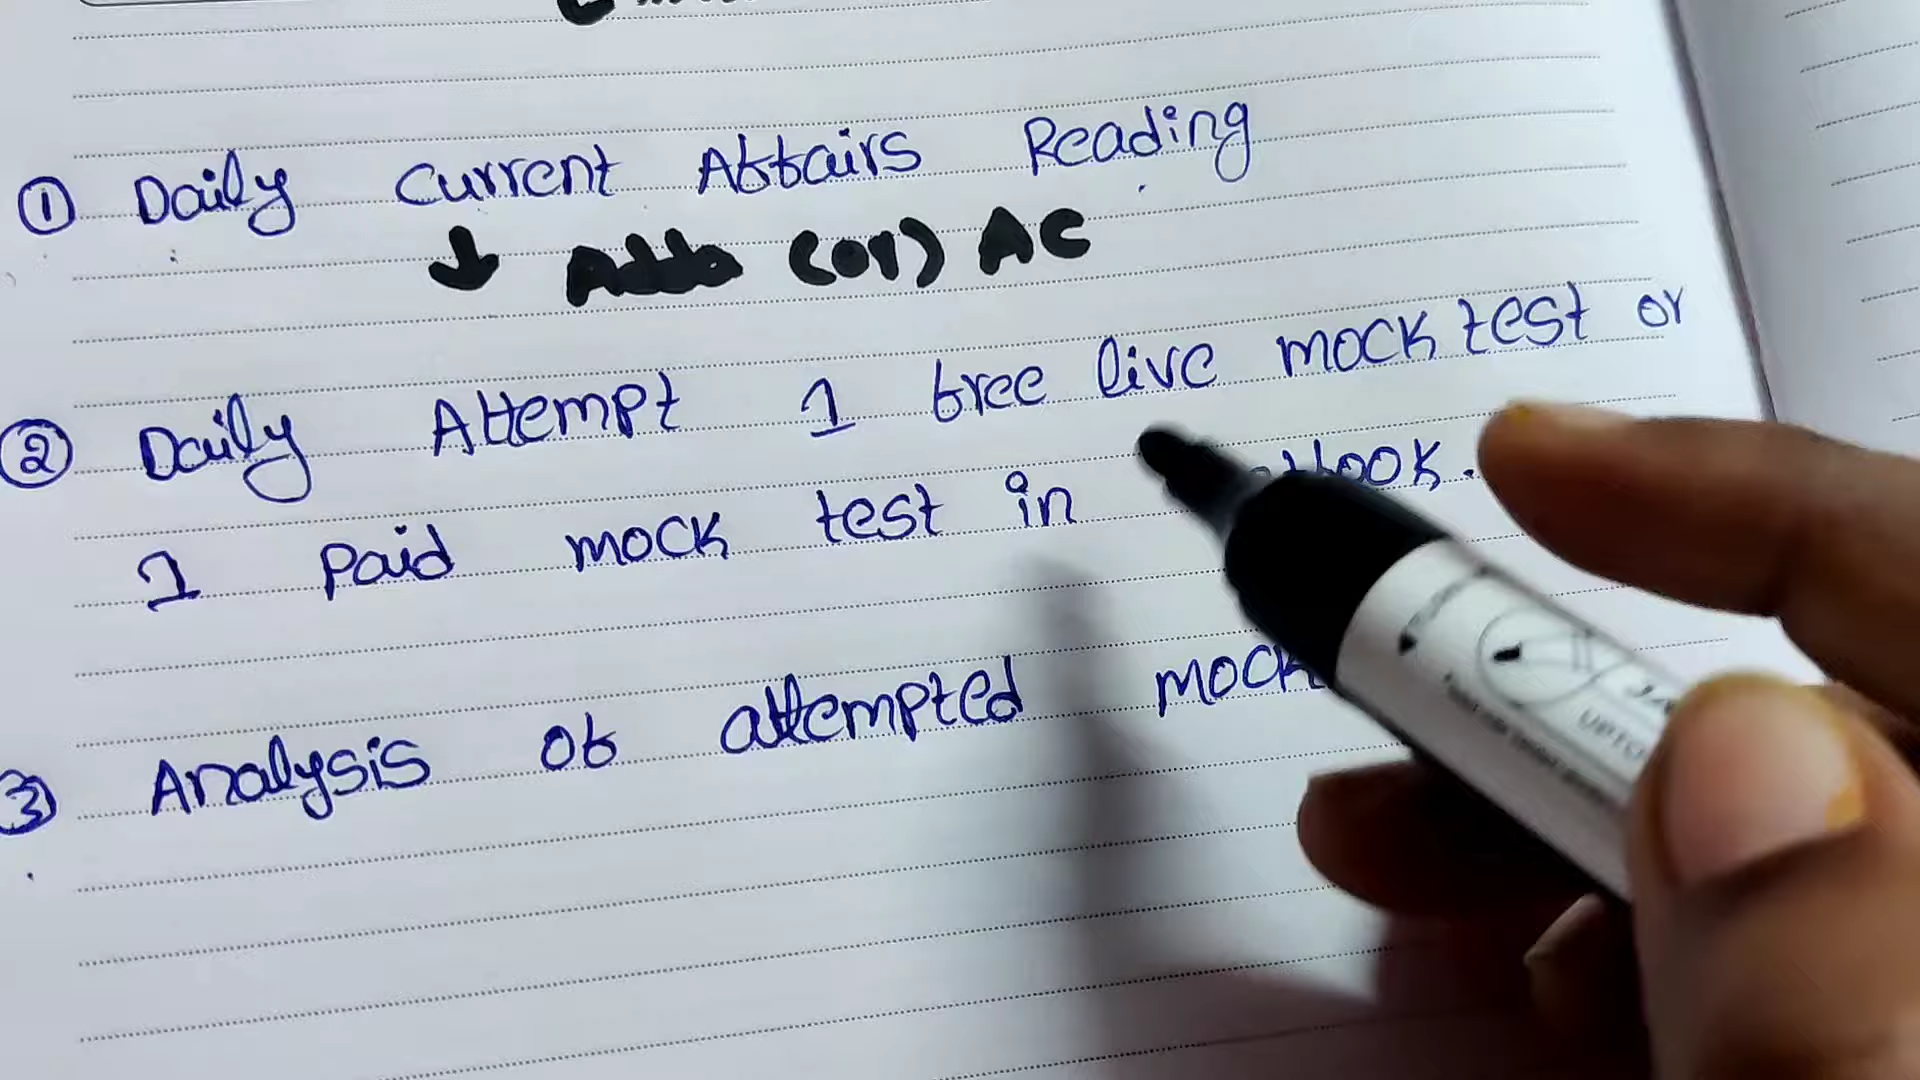 ① Daily Current Affairs Reading
↓ Adda (or) AC
② Daily Attempt 1 free live mock test or
1 Paid mock test in
③ Analysis of attempted mock